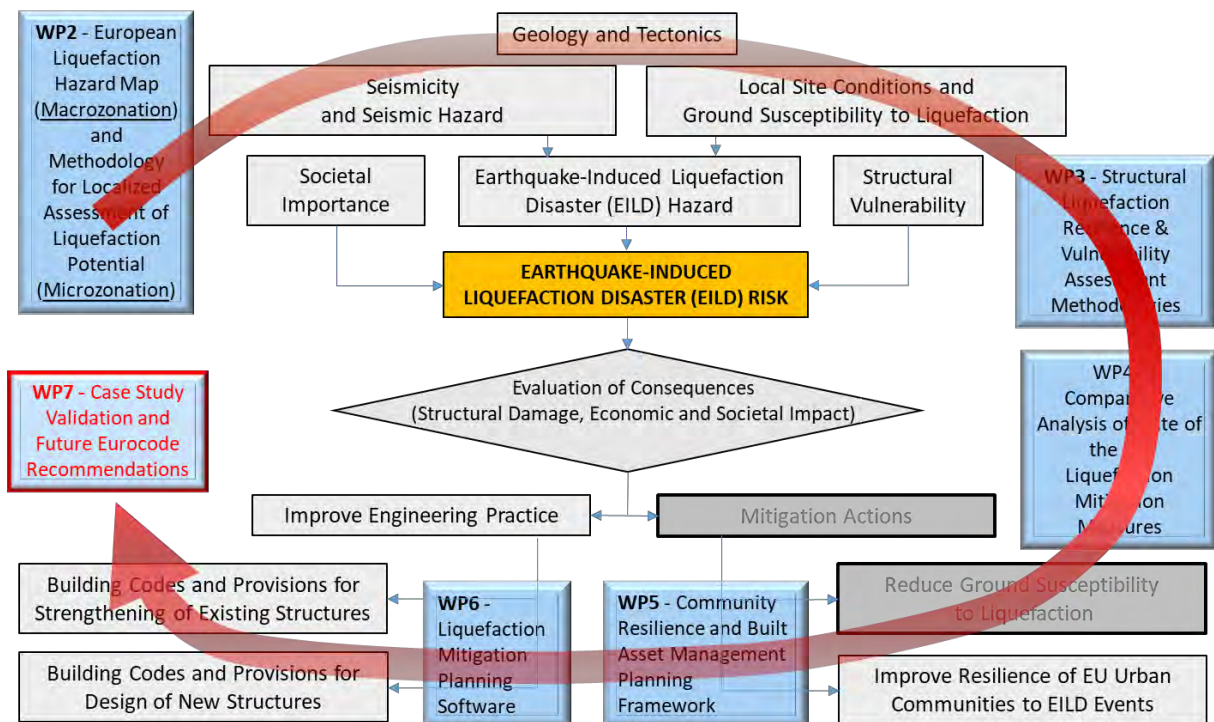 WP2 - European
Liquefaction
Hazard Map
(Macrozonation)
and
Methodology
for Localized
Assessment of
Liquefaction
Potential
(Microzonation)
Geology and Tectonics
Seismicity
and Seismic Hazard
Local Site Conditions and
Ground Susceptibility to Liquefaction
Societal
Importance
Earthquake-Induced Liquefaction
Disaster (EILD) Hazard
Structural
Vulnerability
WP3 - Structural
Liquefaction
&
Vulnerability
Assessment
Methodologies
EARTHQUAKE-INDUCED
LIQUEFACTION DISASTER (EILD) RISK
Evaluation of Consequences
(Structural Damage, Economic and Societal Impact)
WP7 - Case Study
Validation and
Future Eurocode
Recommendations
WP4
Comparative
Analysis of State of
the
Liquefaction
Mitigation
Measures
Improve Engineering Practice
Mitigation Actions
Building Codes and Provisions for
Strengthening of Existing Structures
Building Codes and Provisions for
Design of New Structures
WP6 -
Liquefaction
Mitigation
Planning
Software
WP5 - Community
Resilience and Built
Asset Management
Planning
Framework
Reduce Ground Susceptibility
to Liquefaction
Improve Resilience of EU Urban
Communities to EILD Events